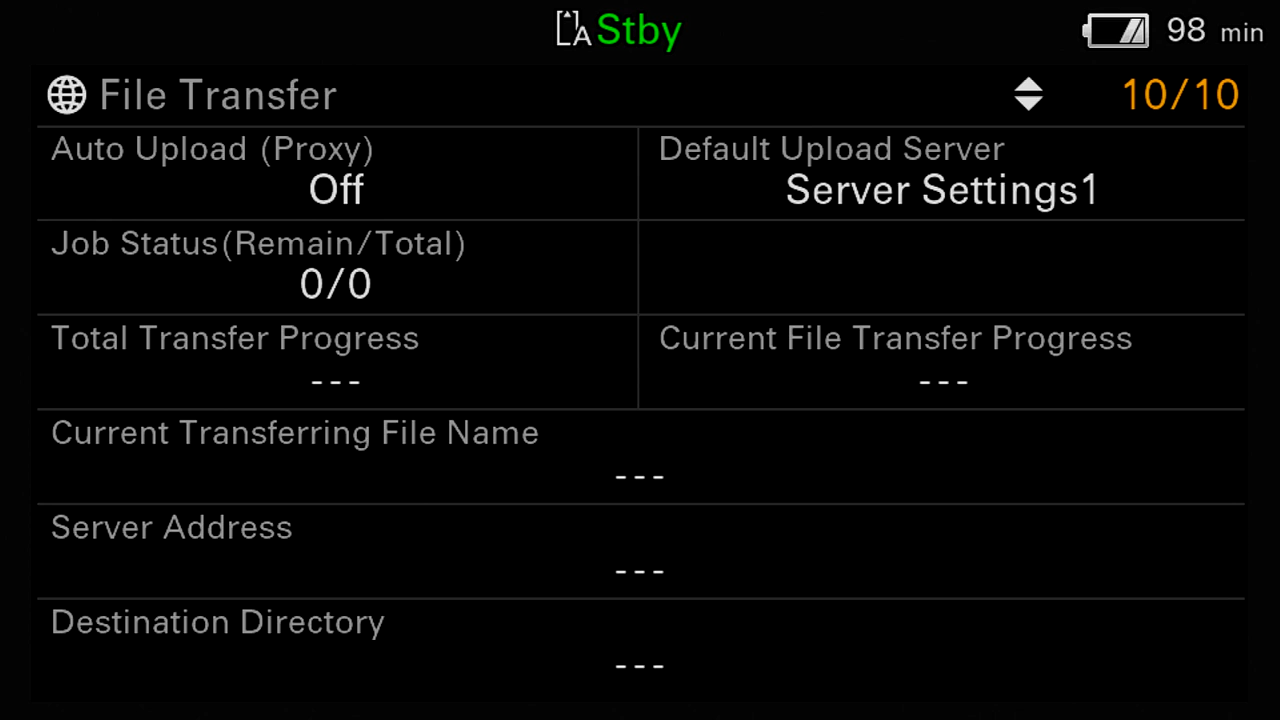 A Stby 98 min
File Transfer 10/10
Auto Upload (Proxy) Default Upload Server
Off Server Settings1
Job Status(Remain/Total)
0/0
Total Transfer Progress Current File Transfer Progress
--- ---
Current Transferring File Name
---
Server Address
---
Destination Directory
---